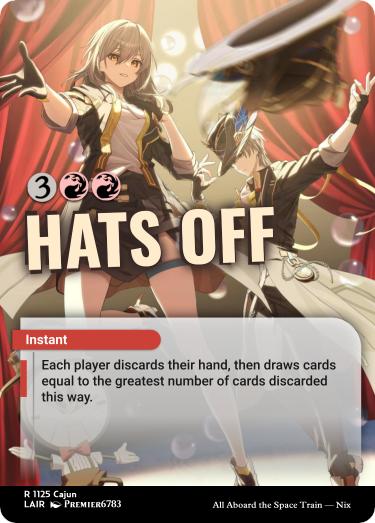 3
HATS OFF
Instant
Each player discards their hand, then draws cards
equal to the greatest number of cards discarded
this way.
R 1125 Cajun
LAIR Premier6783
All Aboard the Space Train — Nix